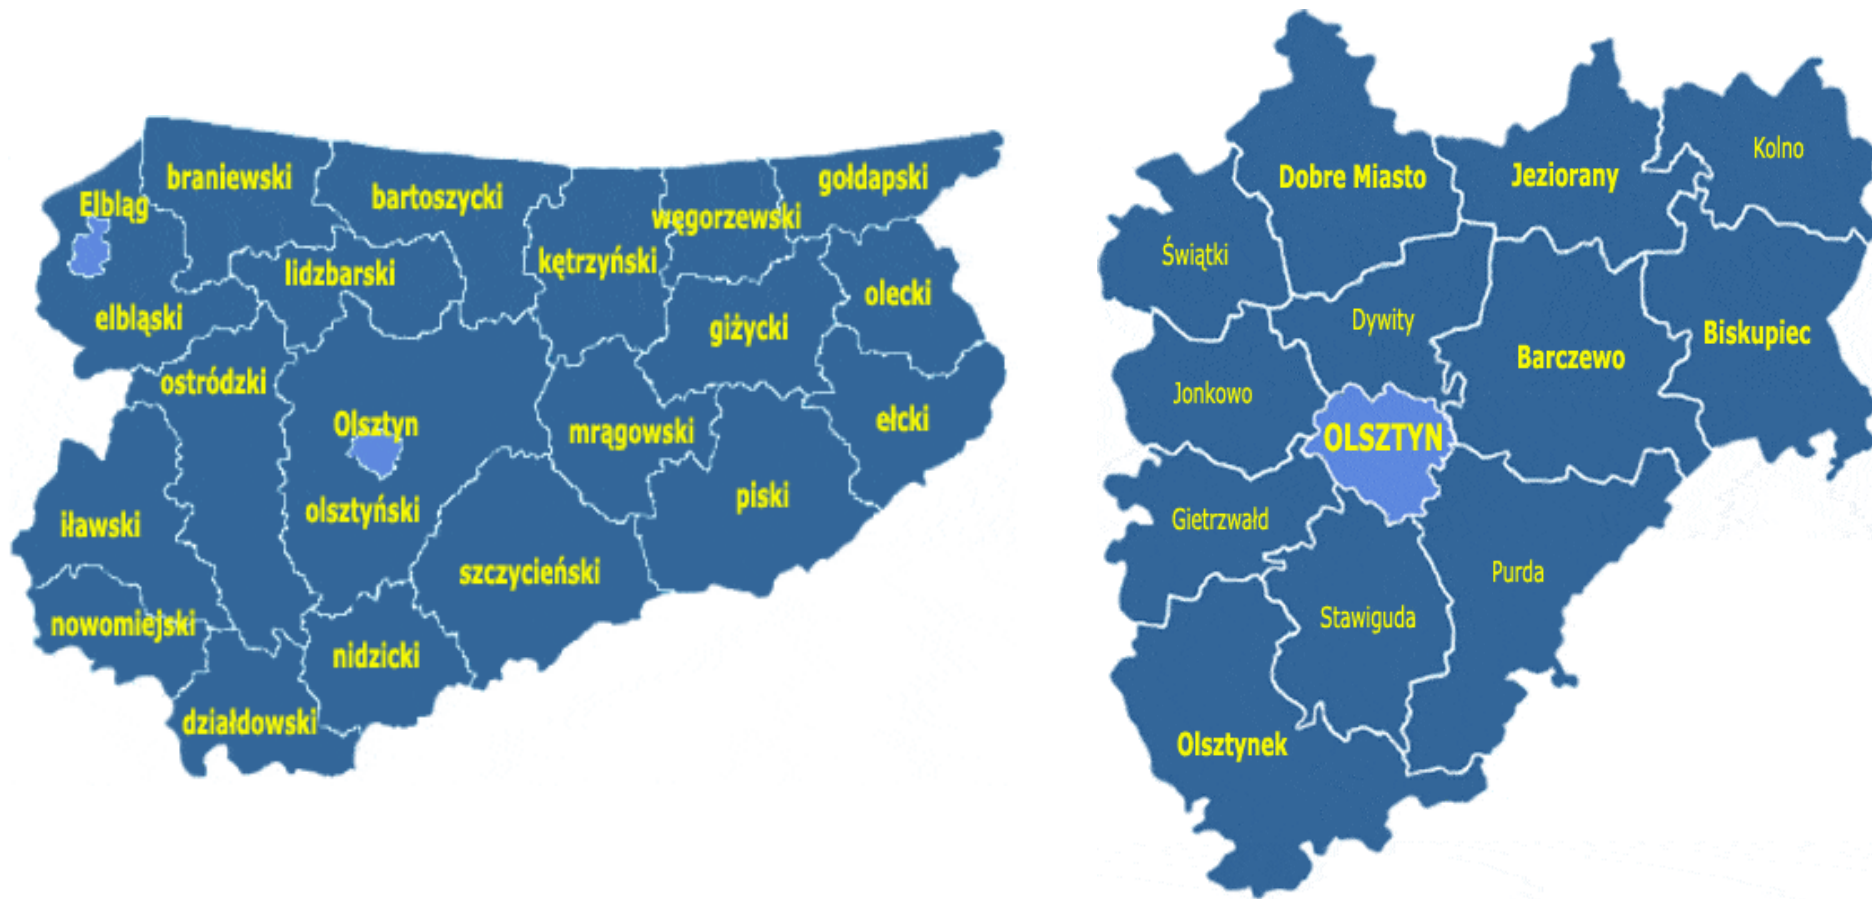 braniewski
bartoszycki
gołdapski
Elbląg
węgorzewski
lidzbarski
kętrzyński
olecki
elbląski
giżycki
ostródzki
Olsztyn
mrągowski
ełcki
olsztyński
piski
iławski
szczycieński
nowomiejski
nidzicki
działdowski
Kolno
Dobre Miasto
Jeziorany
Świątki
Dywity
Biskupiec
Barczewo
Jonkowo
OLSZTYN
Gietrzwałd
Purda
Stawiguda
Olsztynek